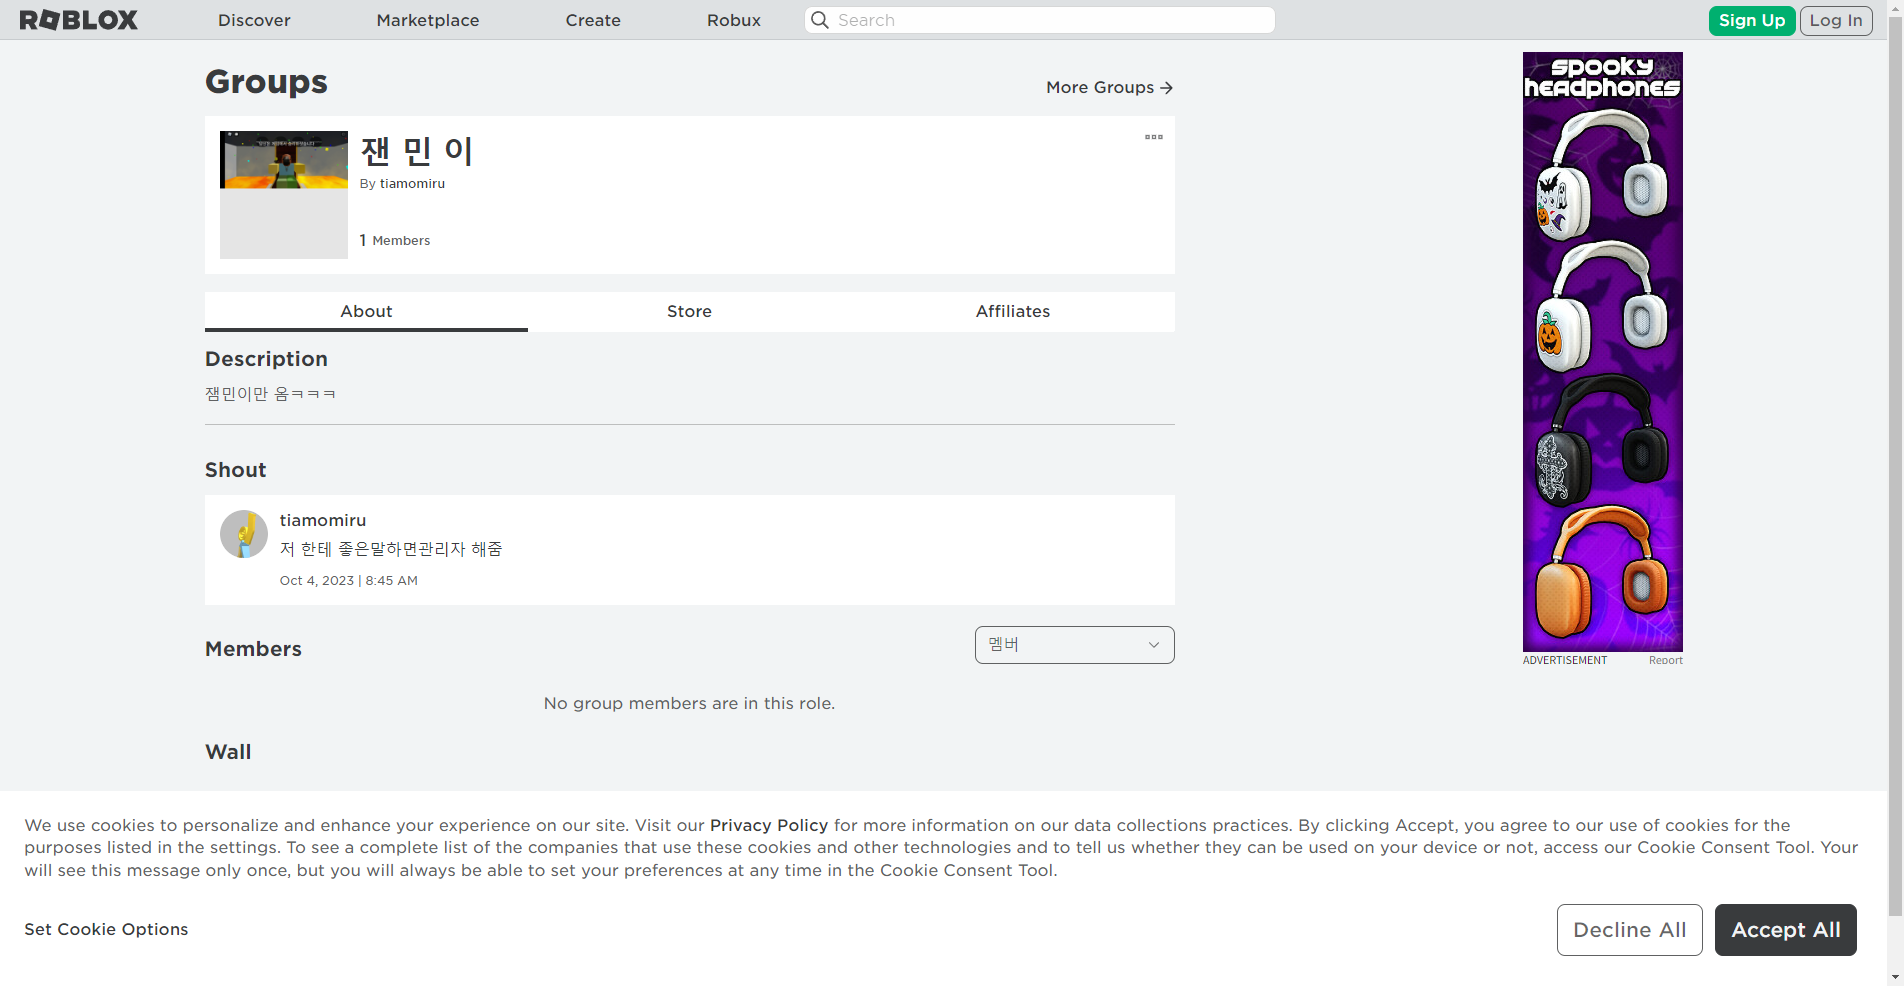 ROBLOX
Discover
Marketplace
Create
Robux
Search
Sign Up
Log In
Groups
More Groups
잰 민 이
By tiamomiru
1 Members
About
Store
Affiliates
Description
잼민이만 옴ㅋㅋㅋ
Shout
tiamomiru
저 한테 좋은말하면관리자 해줌
Oct 4, 2023 | 8:45 AM
Members
멤버
No group members are in this role.
Wall
spooky
headphones
ADVERTISEMENT
Report
We use cookies to personalize and enhance your experience on our site. Visit our Privacy Policy for more information on our data collections practices. By clicking Accept, you agree to our use of cookies for the
purposes listed in the settings. To see a complete list of the companies that use these cookies and other technologies and to tell us whether they can be used on your device or not, access our Cookie Consent Tool. Your
will see this message only once, but you will always be able to set your preferences at any time in the Cookie Consent Tool.
Set Cookie Options
Decline All
Accept All